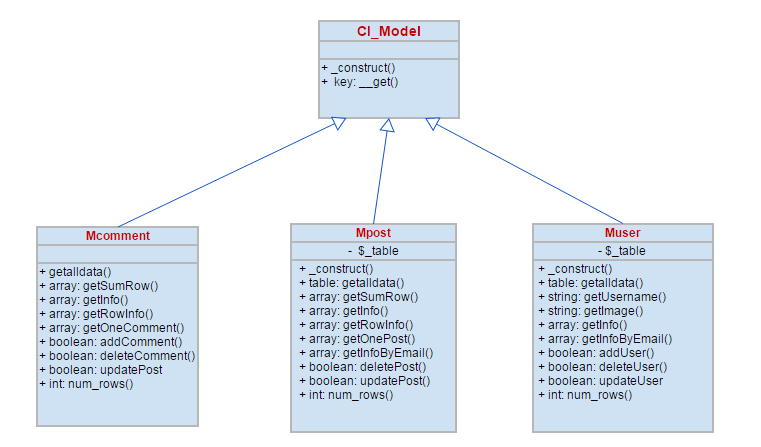 CI_Model
+ _construct()
+ key: __get()
Mcomment
+ getalldata()
+ array: getSumRow()
+ array: getInfo()
+ array: getRowInfo()
+ array: getOneComment()
+ boolean: addComment()
+ boolean: deleteComment()
+ boolean: updatePost
+ int: num_rows()
Mpost
- $_table
+ _construct()
+ table: getalldata()
+ array: getSumRow()
+ array: getInfo()
+ array: getRowInfo()
+ array: getOnePost()
+ array: getInfoByEmail()
+ boolean: deletePost()
+ boolean: updatePost()
+ int: num_rows()
Muser
- $_table
+ _construct()
+ table: getalldata()
+ string: getUsername()
+ string: getImage()
+ array: getInfo()
+ array: getInfoByEmail()
+ boolean: addUser()
+ boolean: deleteUser()
+ boolean: updateUser
+ int: num_rows()